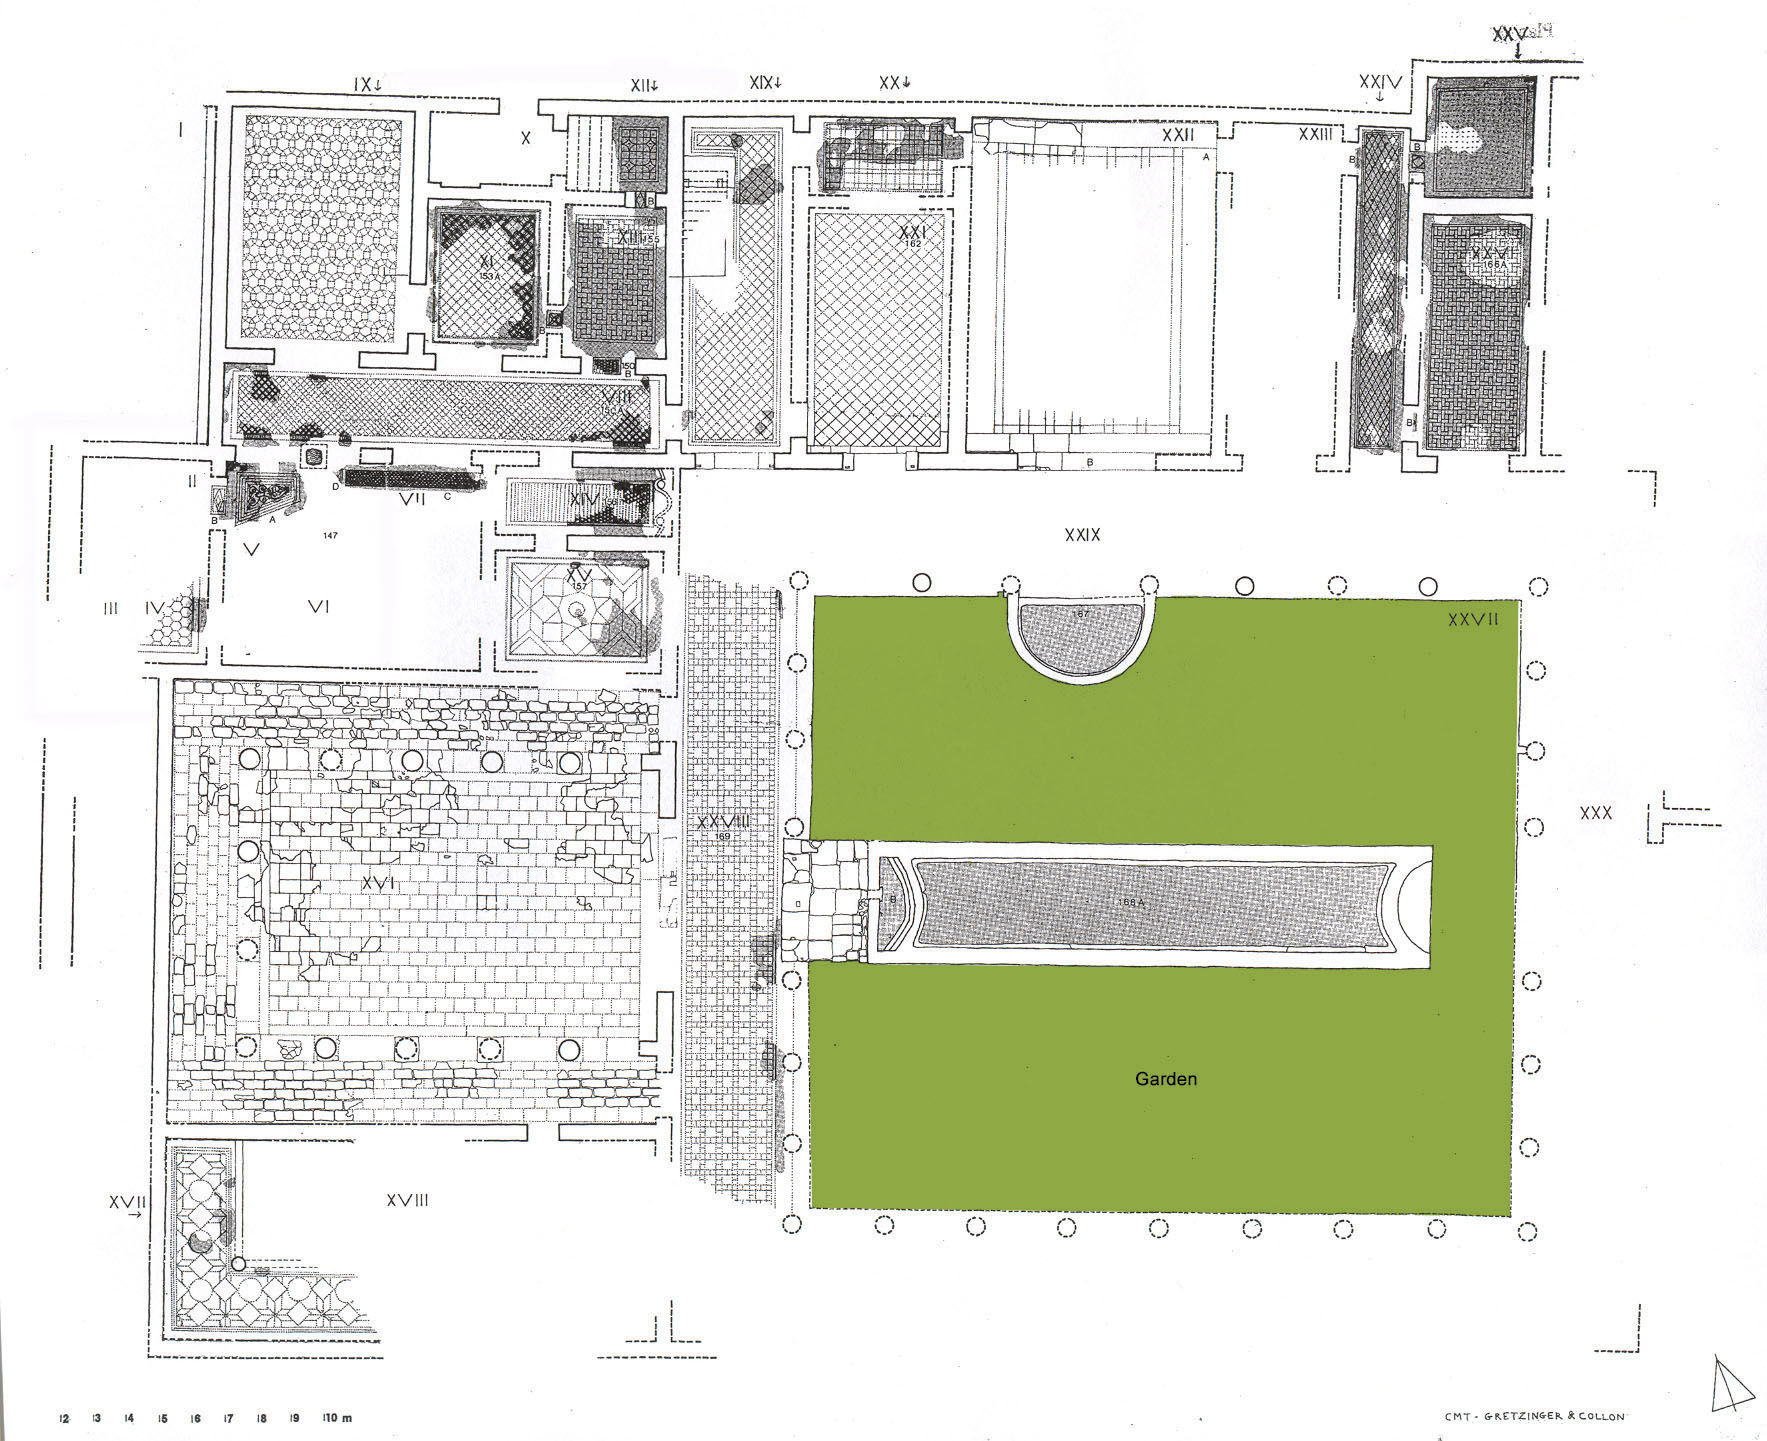 XXV
IX↓
XII↓
XIX↓
XX↓
XXIV
I
X
XXII
XXIII
A
B
B
B
XIII 155
XI
153A
XXI
162
XXVI
166A
B
150
B
VIII
150A
B
B
II
D
VII
C
XIV
B
A
147
V
XXIX
XV
157
III
IV
VI
167
XXVII
XXVIII
169
XXX
XVI
B
168A
Garden
XVII
XVIII
12 13 14 15 16 17 18 19 110 m
CMT - GRETZINGER & COLLON